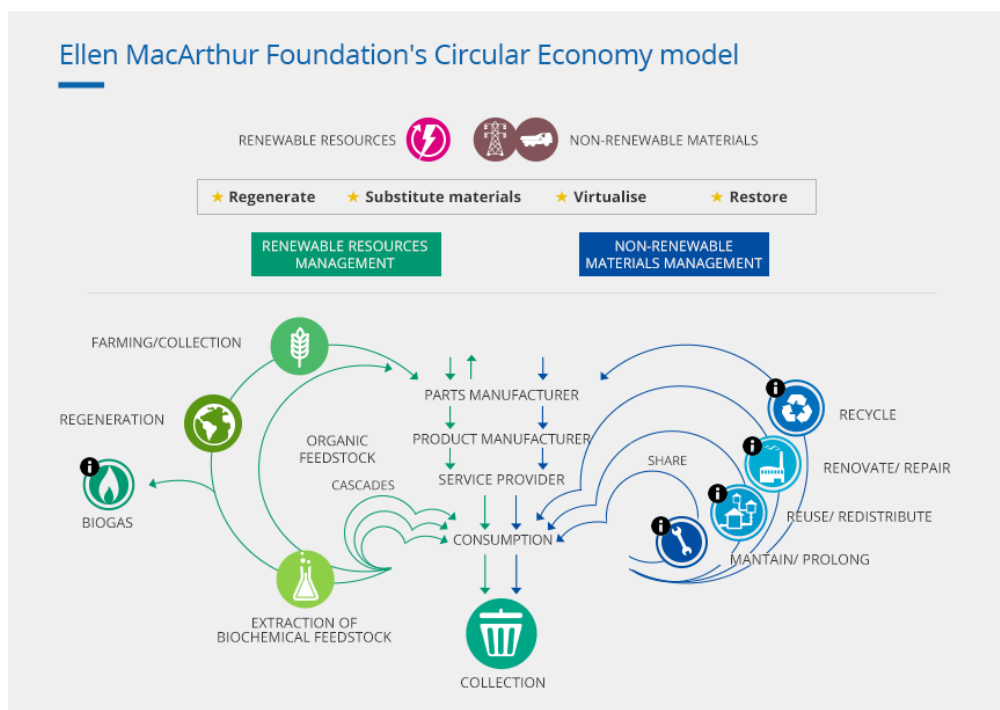 Ellen MacArthur Foundation's Circular Economy model
RENEWABLE RESOURCES
NON-RENEWABLE MATERIALS
★ Regenerate ★ Substitute materials ★ Virtualise ★ Restore
RENEWABLE RESOURCES
MANAGEMENT
NON-RENEWABLE
MATERIALS MANAGEMENT
FARMING/COLLECTION
REGENERATION
BIOGAS
ORGANIC
FEEDSTOCK
CASCADES
EXTRACTION OF
BIOCHEMICAL FEEDSTOCK
PARTS MANUFACTURER
PRODUCT MANUFACTURER
SERVICE PROVIDER
CONSUMPTION
COLLECTION
SHARE
RECYCLE
RENOVATE/ REPAIR
REUSE/ REDISTRIBUTE
MANTAIN/ PROLONG